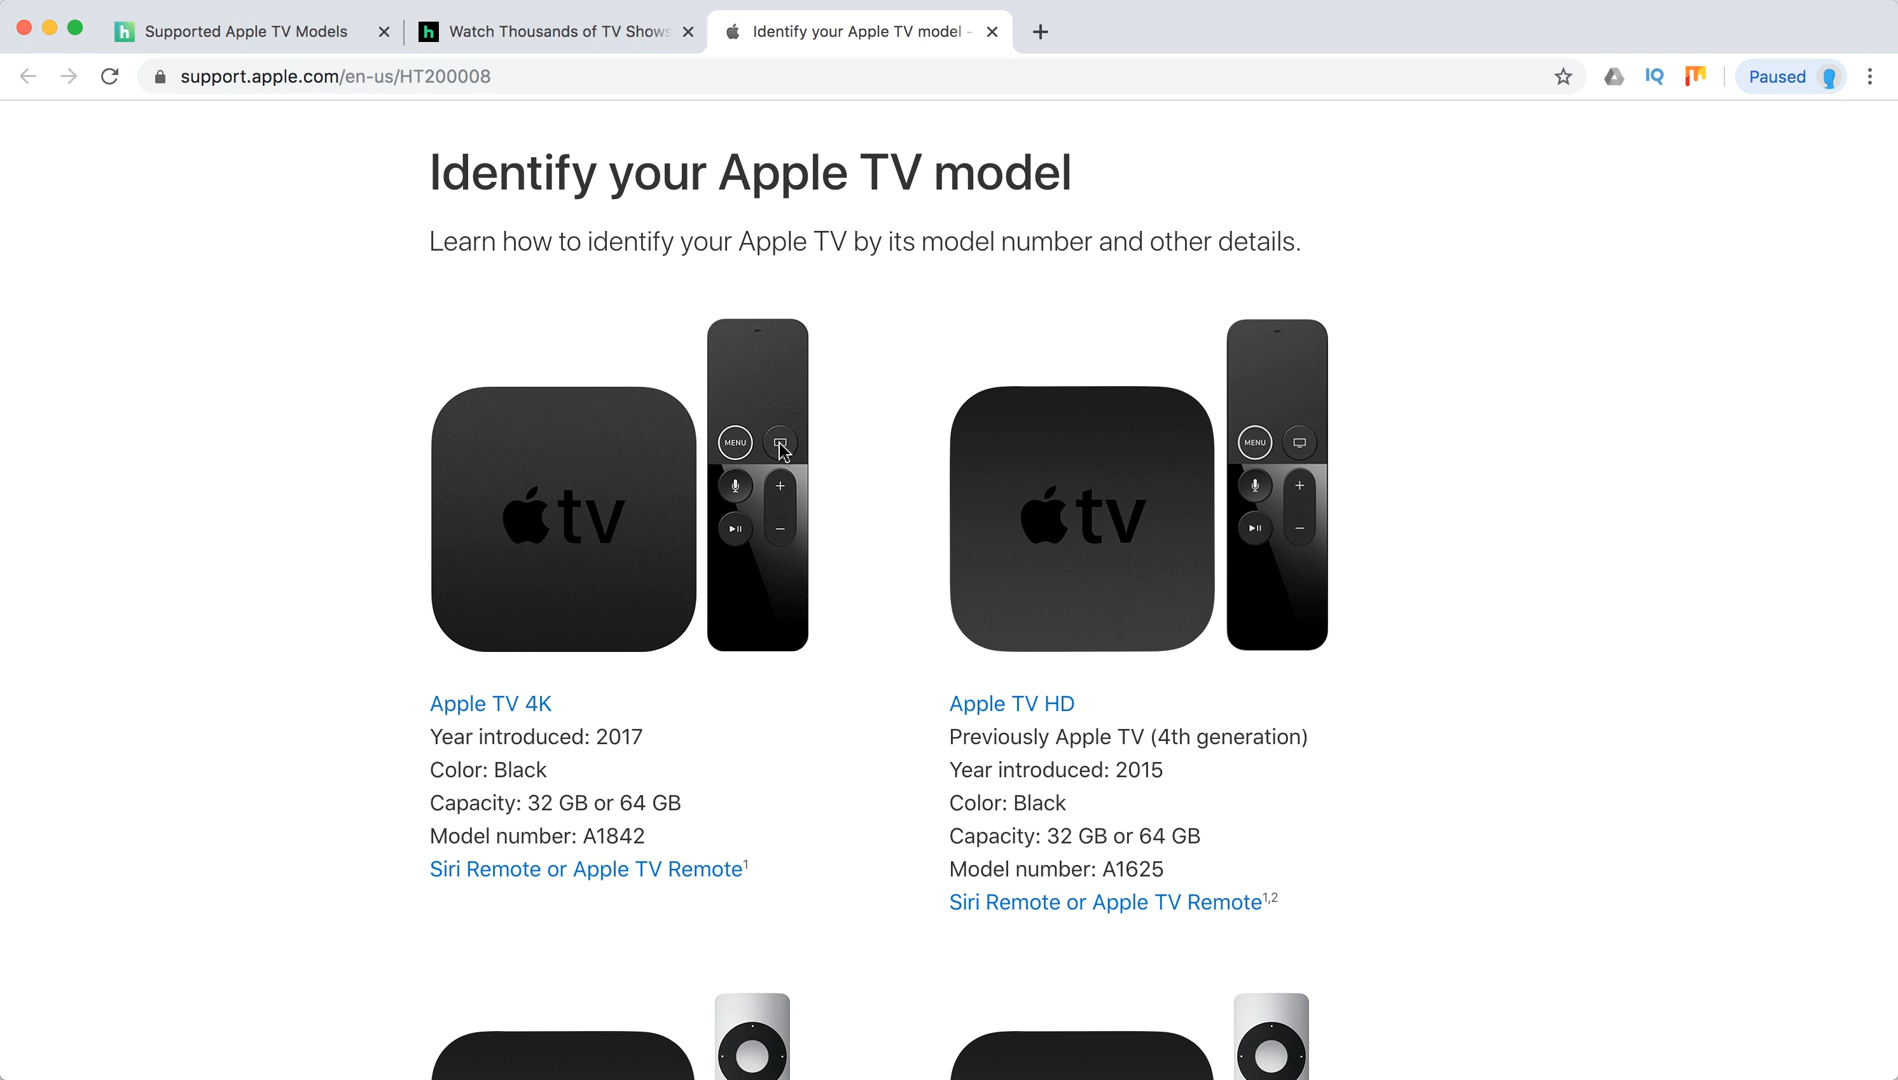 Supported Apple TV Models
Watch Thousands of TV Shows
Identify your Apple TV model -
support.apple.com/en-us/HT200008
IQ
Paused
Identify your Apple TV model
Learn how to identify your Apple TV by its model number and other details.
MENU
tv
MENU
tv
Apple TV 4K
Year introduced: 2017
Color: Black
Capacity: 32 GB or 64 GB
Model number: A1842
Siri Remote or Apple TV Remote1
Apple TV HD
Previously Apple TV (4th generation)
Year introduced: 2015
Color: Black
Capacity: 32 GB or 64 GB
Model number: A1625
Siri Remote or Apple TV Remote1,2